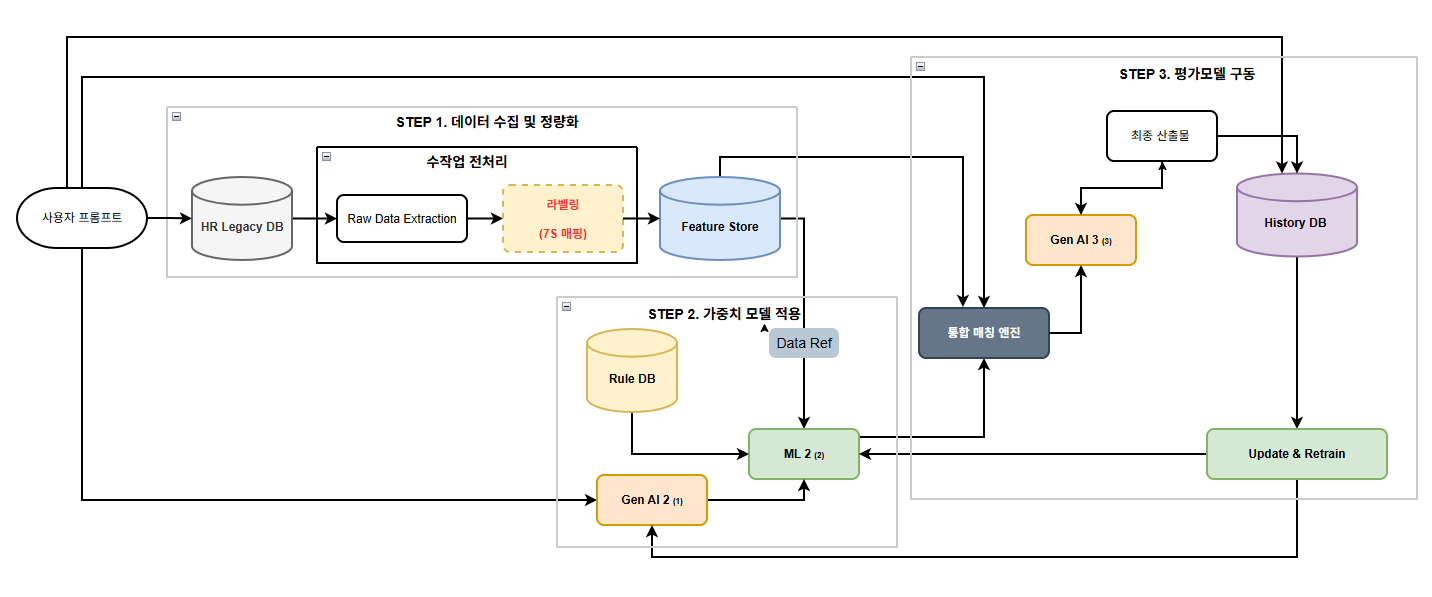 STEP 3. 평가모델 구동
STEP 1. 데이터 수집 및 정량화
최종 산출물
수작업 전처리
사용자 프롬프트
HR Legacy DB
Raw Data Extraction
라벨링
(7S 매핑)
Feature Store
Gen AI 3 (3)
History DB
STEP 2. 가중치 모델 적용
통합 매칭 엔진
Data Ref
Rule DB
ML 2 (2)
Update & Retrain
Gen AI 2 (1)